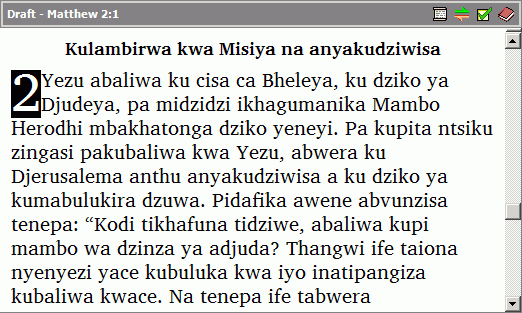 Draft - Matthew 2:1
Kulambirwa kwa Misiya na anyakudziwisa
2 Yezu abaliwa ku cisa ca Bheleya, ku dziko ya
Djudeya, pa midzidzi ikhagumanika Mambo
Herodhi mbakhatonga dziko yeneyi. Pa kupita ntsiku
zingasi pakubaliwa kwa Yezu, abwera ku
Djerusalema anthu anyakudziwisa a ku dziko ya
kumabulukira dzuwa. Pidafika awene abvunzisa
tenepa: “Kodi tikhafuna tidziwe, abaliwa kupi
mambo wa dzinza ya adjuda? Thangwi ife taiona
nyenyezi yace kubuluka kwa iyo inatipangiza
kubaliwa kwace. Na tenepa ife tabwera